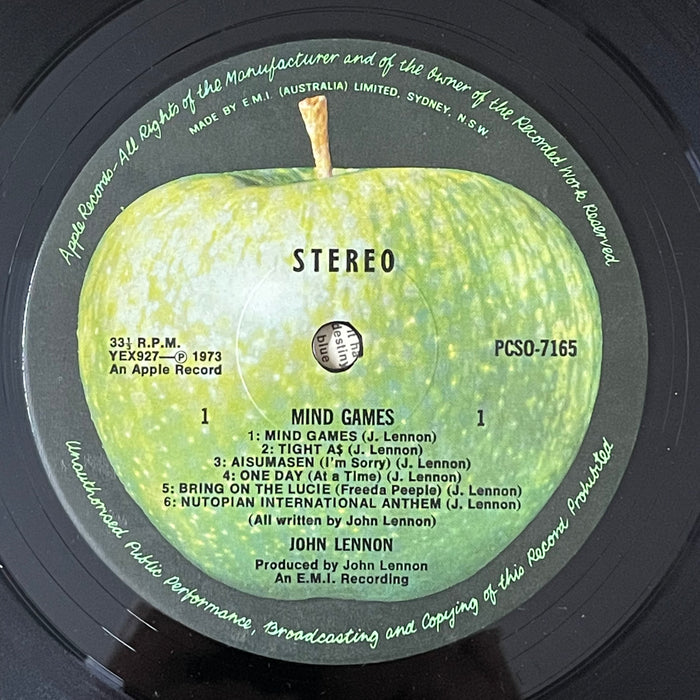 Apple Records-All Rights of the Manufacturer and of the Owner of the Recorded Work Reserved
MADE BY E.M.I. (AUSTRALIA) LIMITED, SYDNEY, N.S.W.
STEREO
33⅓ R.P.M.
YEX927—Ⓟ 1973
An Apple Record
destiny
blue
PCSO-7165
1 MIND GAMES 1
1: MIND GAMES (J. Lennon)
2: TIGHT A$ (J. Lennon)
3: AISUMASEN (I'm Sorry) (J. Lennon)
4: ONE DAY (At a Time) (J. Lennon)
5: BRING ON THE LUCIE (Freeda Peeple) (J. Lennon)
6: NUTOPIAN INTERNATIONAL ANTHEM (J. Lennon)
(All written by John Lennon)
JOHN LENNON
Produced by John Lennon
An E.M.I. Recording
Unauthorised Public Performance, Broadcasting and Copying of this Record Prohibited